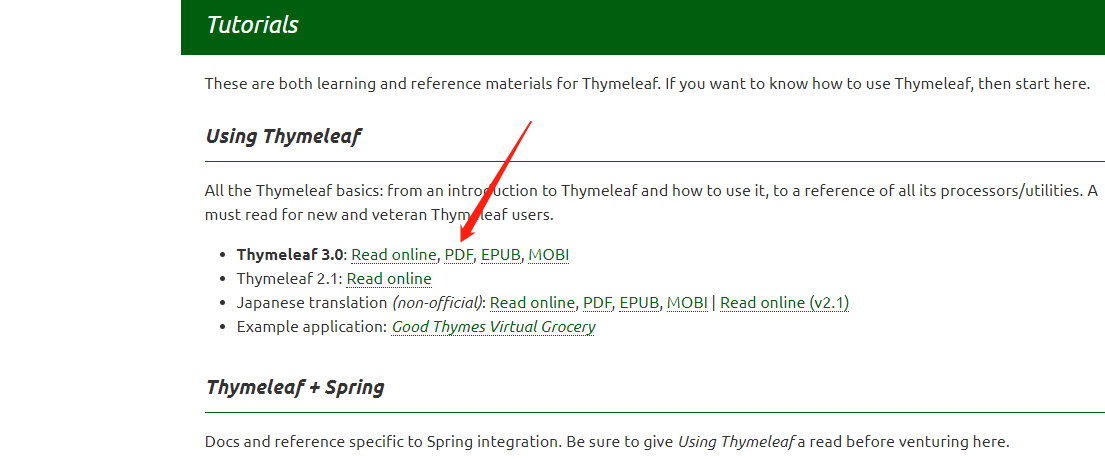 Tutorials
These are both learning and reference materials for Thymeleaf. If you want to know how to use Thymeleaf, then start here.
Using Thymeleaf
All the Thymeleaf basics: from an introduction to Thymeleaf and how to use it, to a reference of all its processors/utilities. A
must read for new and veteran Thymeleaf users.
• Thymeleaf 3.0: Read online, PDF, EPUB, MOBI
• Thymeleaf 2.1: Read online
• Japanese translation (non-official): Read online, PDF, EPUB, MOBI | Read online (v2.1)
• Example application: Good Thymes Virtual Grocery
Thymeleaf + Spring
Docs and reference specific to Spring integration. Be sure to give Using Thymeleaf a read before venturing here.